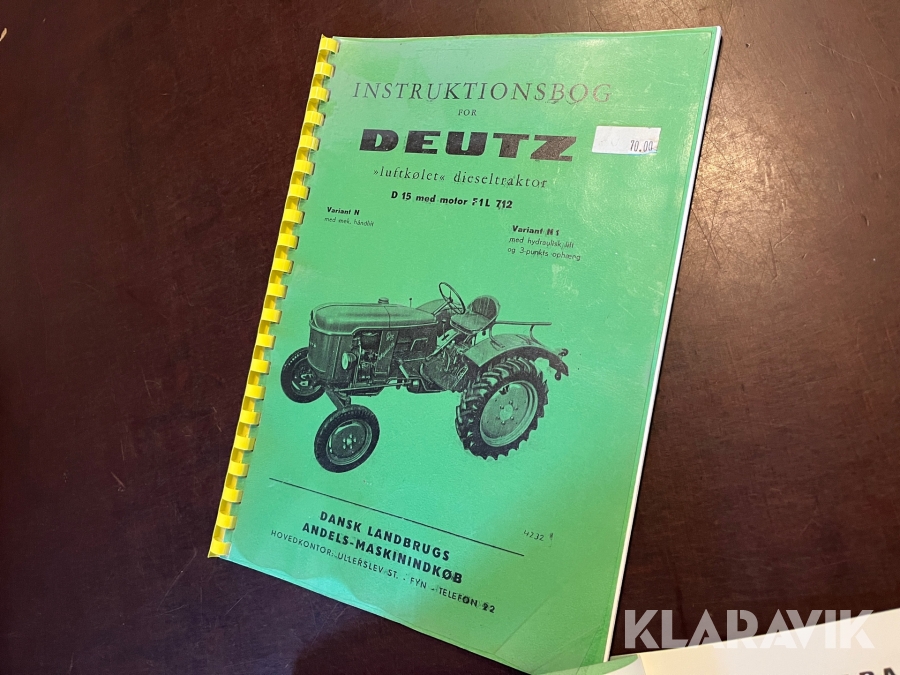 INSTRUKTIONSBOG
FOR
DEUTZ
70.00
»luftkølet« dieseltraktor
D 15 med motor F1L 712
Variant N
med mek. håndlift
Variant N 1
med hydraulisk lift
og 3-punkts ophæng
DANSK LANDBRUGS
ANDELS-MASKININDKØB
HOVEDKONTOR: ULLERSLEV ST. . FYN - TELEFON 22
KLARAVIK